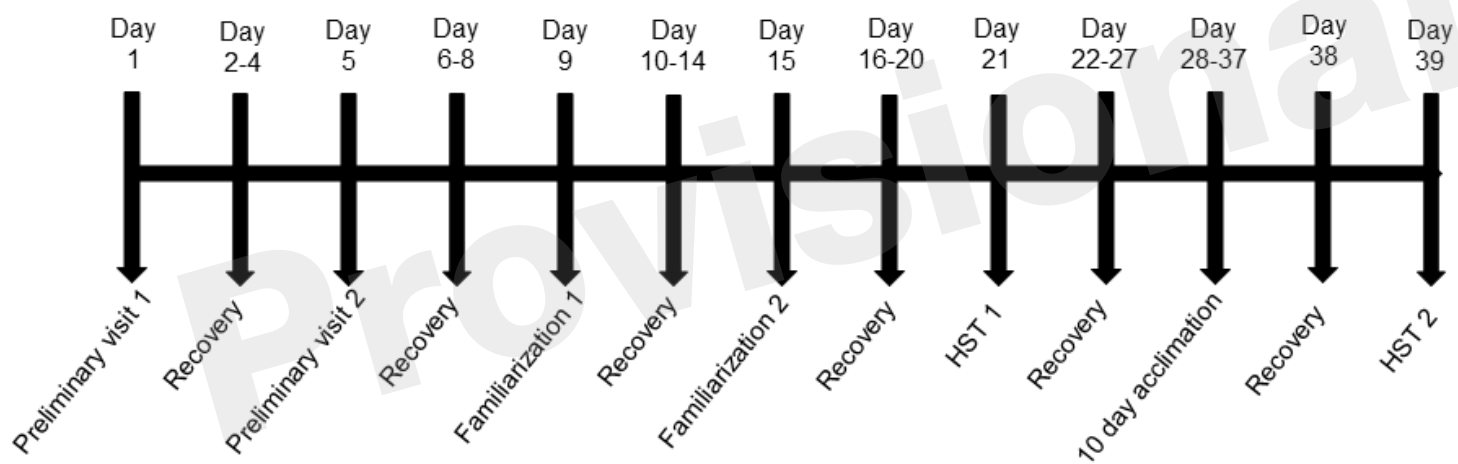 Day Day Day Day Day Day Day Day Day Day Day Day Day
1 2-4 5 6-8 9 10-14 15 16-20 21 22-27 28-37 38 39
Provisional
Preliminary visit 1
Recovery
Preliminary visit 2
Recovery
Familiarization 1
Recovery
Familiarization 2
Recovery
HST 1
Recovery
10 day acclimation
Recovery
HST 2